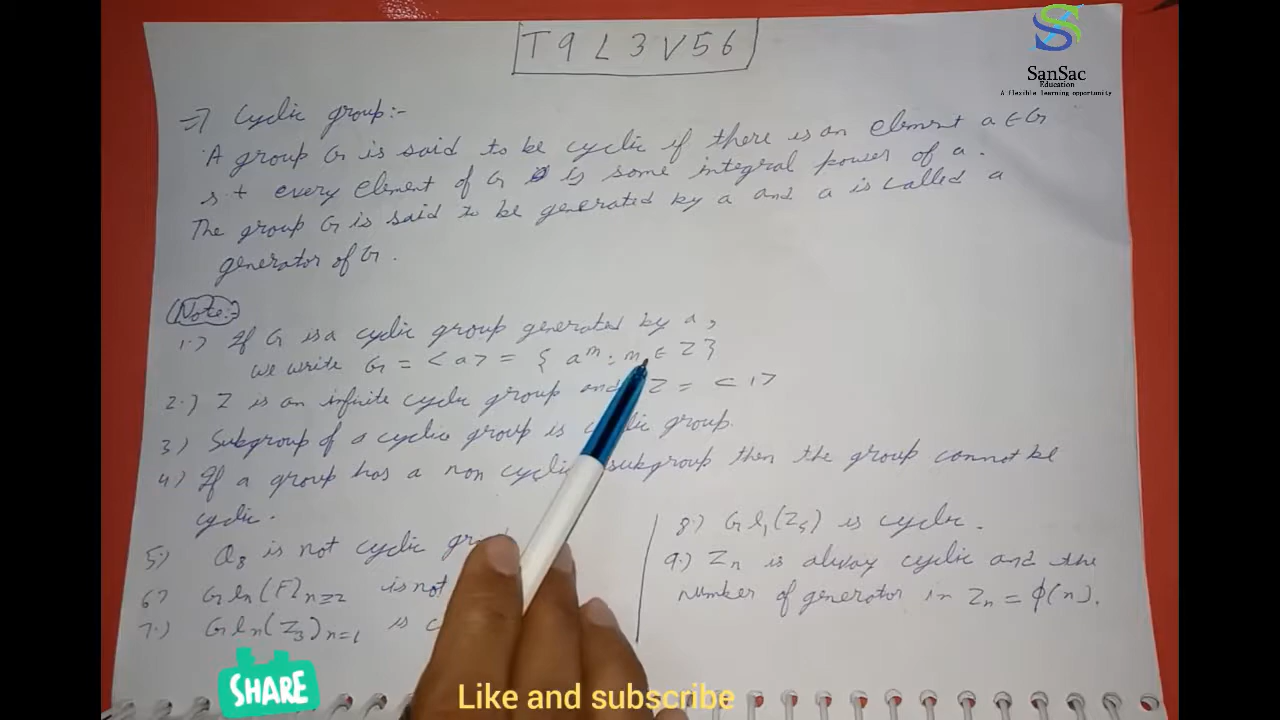 T9L3V56
SanSac
Education
A flexible learning opportunity
=> Cyclic group:-
A group G is said to be cyclic if there is an element a ∈ G
s t every element of G is some integral power of a.
The group G is said to be generated by a and a is called a
generator of G.
Note:-
1.) If G is a cyclic group generated by a,
we write G = <a> = { a^m : m ∈ Z }
2.) Z is an infinite cyclic group and Z = <1>
3) Subgroup of a cyclic group is cyclic group.
4) If a group has a non cyclic subgroup then the group cannot be
cyclic.
5.) Q8 is not cyclic
6) Gln(F)n≥2 is not
7.) Gln(Z3)n=1 is
8.) Gl1(Z5) is cyclic.
9.) Zn is alway cyclic and the
number of generator in Zn = ϕ(n).
SHARE
Like and subscribe